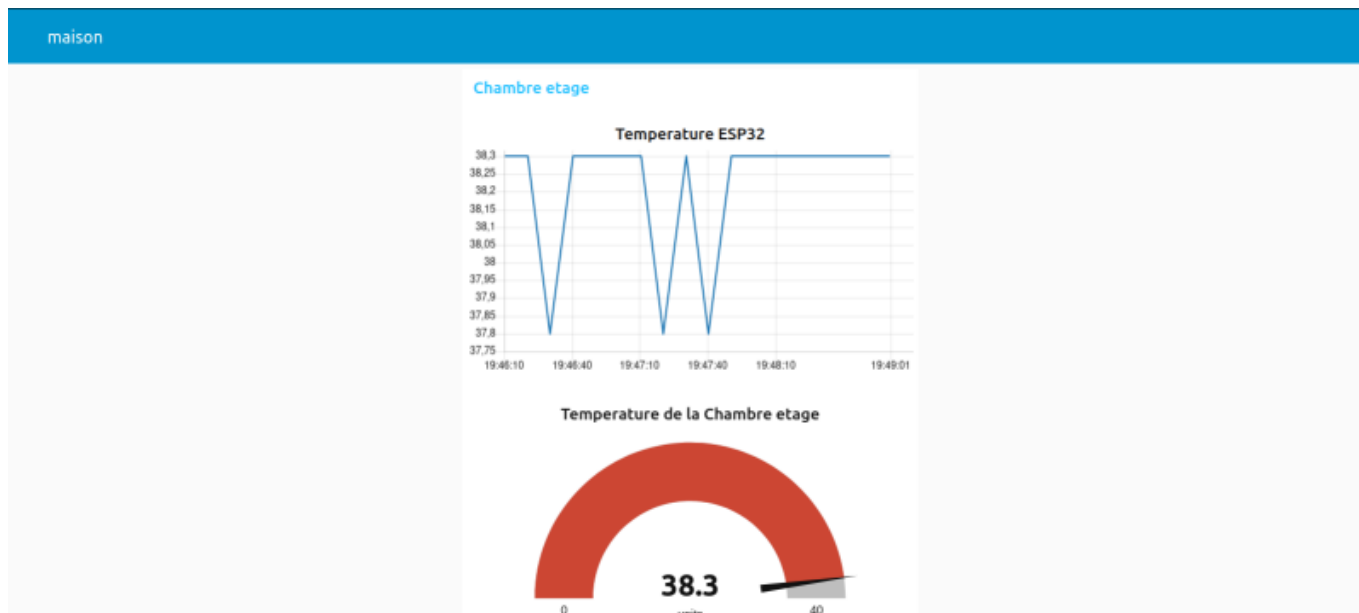 maison
Chambre etage
Temperature ESP32
38,3
38,25
38,2
38,15
38,1
38,05
38
37,95
37,9
37,85
37,8
37,75
19:46:10 19:46:40 19:47:10 19:47:40 19:48:10 19:49:01
Temperature de la Chambre etage
38.3
0 units 40